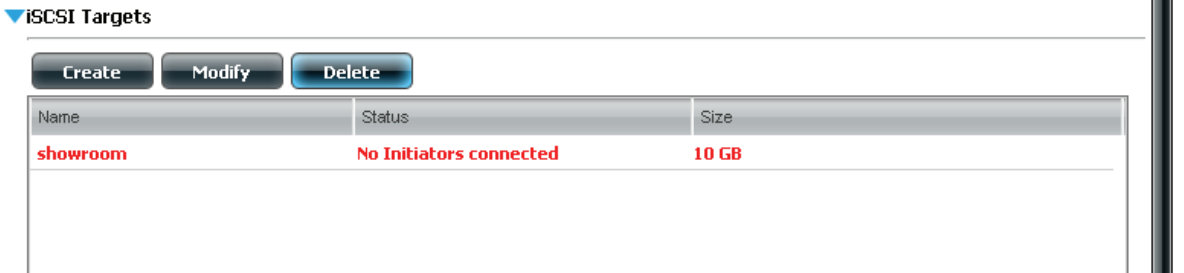 iSCSI Targets
Create Modify Delete
Name Status Size
showroom No Initiators connected 10 GB